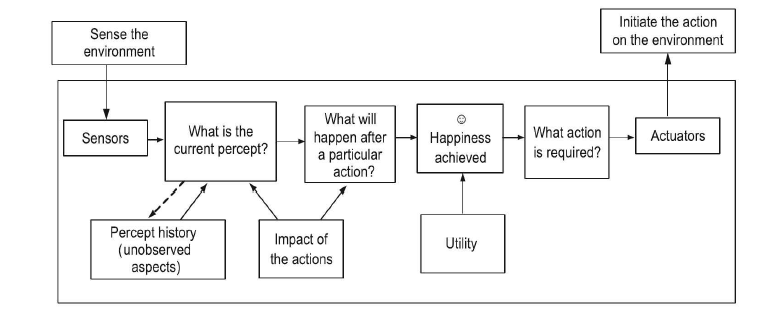 Sense the
environment
Initiate the action
on the environment
Sensors
What is the
current percept?
What will
happen after
a particular
action?
☺
Happiness
achieved
What action
is required?
Actuators
Percept history
(unobserved
aspects)
Impact of
the actions
Utility